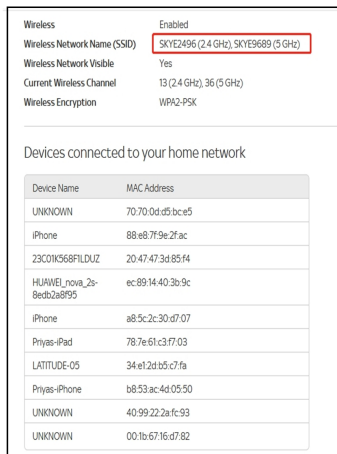 Wireless Enabled
Wireless Network Name (SSID) SKYE2496 (2.4 GHz), SKYE9689 (5 GHz)
Wireless Network Visible Yes
Current Wireless Channel 13 (2.4 GHz), 36 (5 GHz)
Wireless Encryption WPA2-PSK
Devices connected to your home network
Device Name MAC Address
UNKNOWN 70:70:0d:d5:bc:e5
iPhone 88:e8:7f:9e:2f:ac
23C01K568F1LDUZ 20:47:47:3d:85:f4
HUAWEI_nova_2s-8edb2a8f95 ec:89:14:40:3b:9c
iPhone a8:5c:2c:30:d7:07
Priyas-iPad 78:7e:61:c3:f7:03
LATITUDE-05 34:e1:2d:b5:c7:fa
Priyas-iPhone b8:53:ac:4d:05:50
UNKNOWN 40:99:22:2a:fc:93
UNKNOWN 00:1b:67:16:d7:82